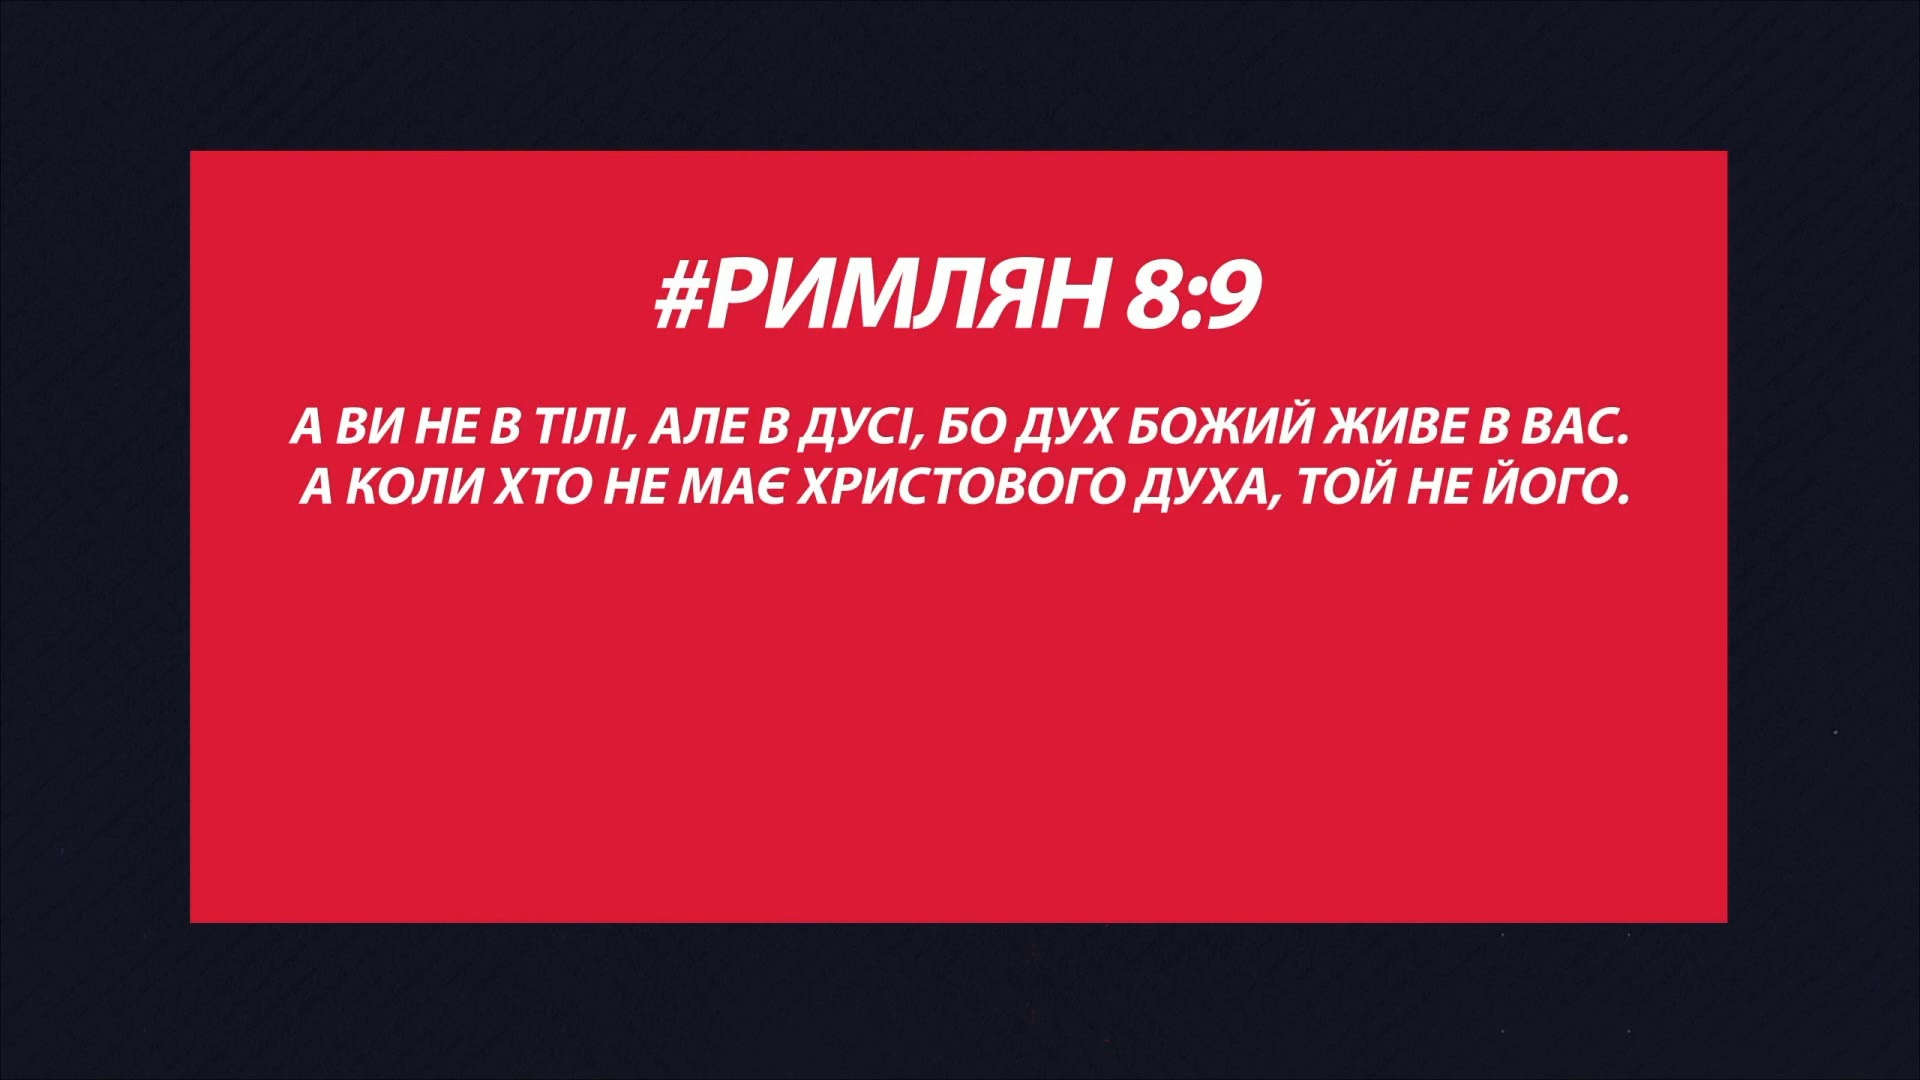 #РИМЛЯН 8:9
А ВИ НЕ В ТІЛІ, АЛЕ В ДУСІ, БО ДУХ БОЖИЙ ЖИВЕ В ВАС.
А КОЛИ ХТО НЕ МАЄ ХРИСТОВОГО ДУХА, ТОЙ НЕ ЙОГО.